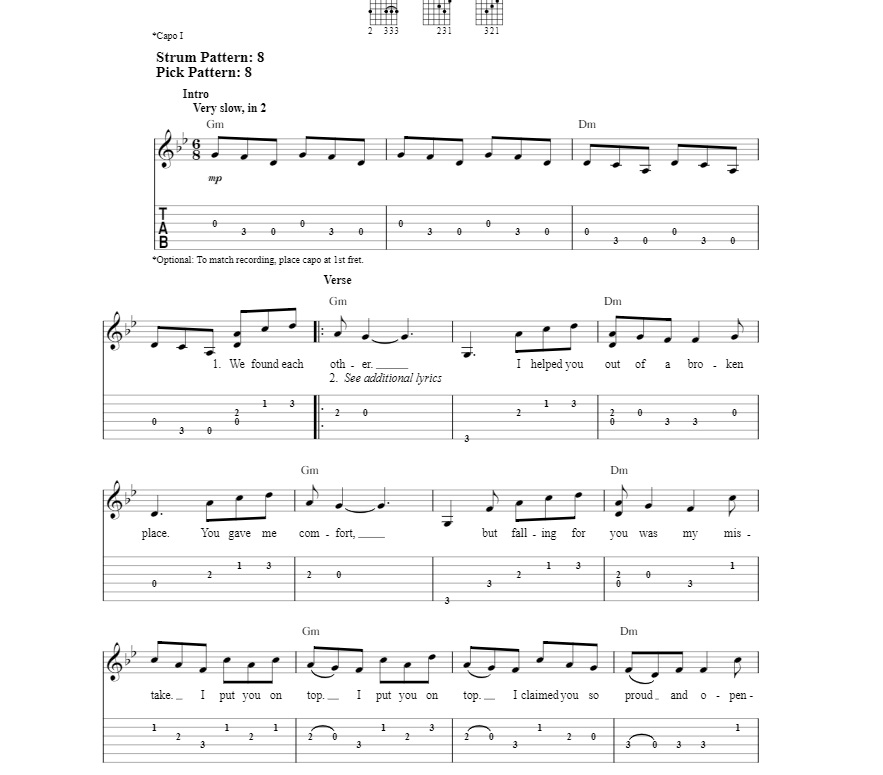 2 333 231 321
*Capo I
Strum Pattern: 8
Pick Pattern: 8
Intro
Very slow, in 2
Gm Dm
6
8
mp
T
A
B
0 3 0 0 3 0 0 3 0 0 3 0 0 3 0 0 3 0
*Optional: To match recording, place capo at 1st fret.
Verse
Gm Dm
1. We found each oth - er. I helped you out of a bro - ken
2. See additional lyrics
0 3 0 2 0 1 3 2 0 3 2 1 3 2 0 0 3 3 0
Gm Dm
place. You gave me com - fort, but fall - ing for you was my mis -
0 2 1 3 2 0 3 3 2 1 3 2 0 0 3 1
Gm Dm
take. I put you on top. I put you on top. I claimed you so proud and o - pen -
1 2 3 1 2 1 2 0 3 1 2 3 2 0 3 1 2 0 3 0 3 3 1